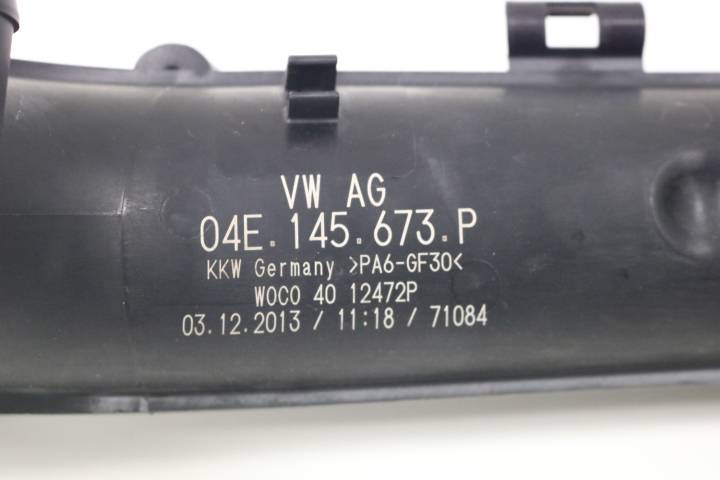 VW AG
04E.145.673.P
KKW Germany >PA6-GF30<
WOCO 40 12472P
03.12.2013 / 11:18 / 71084